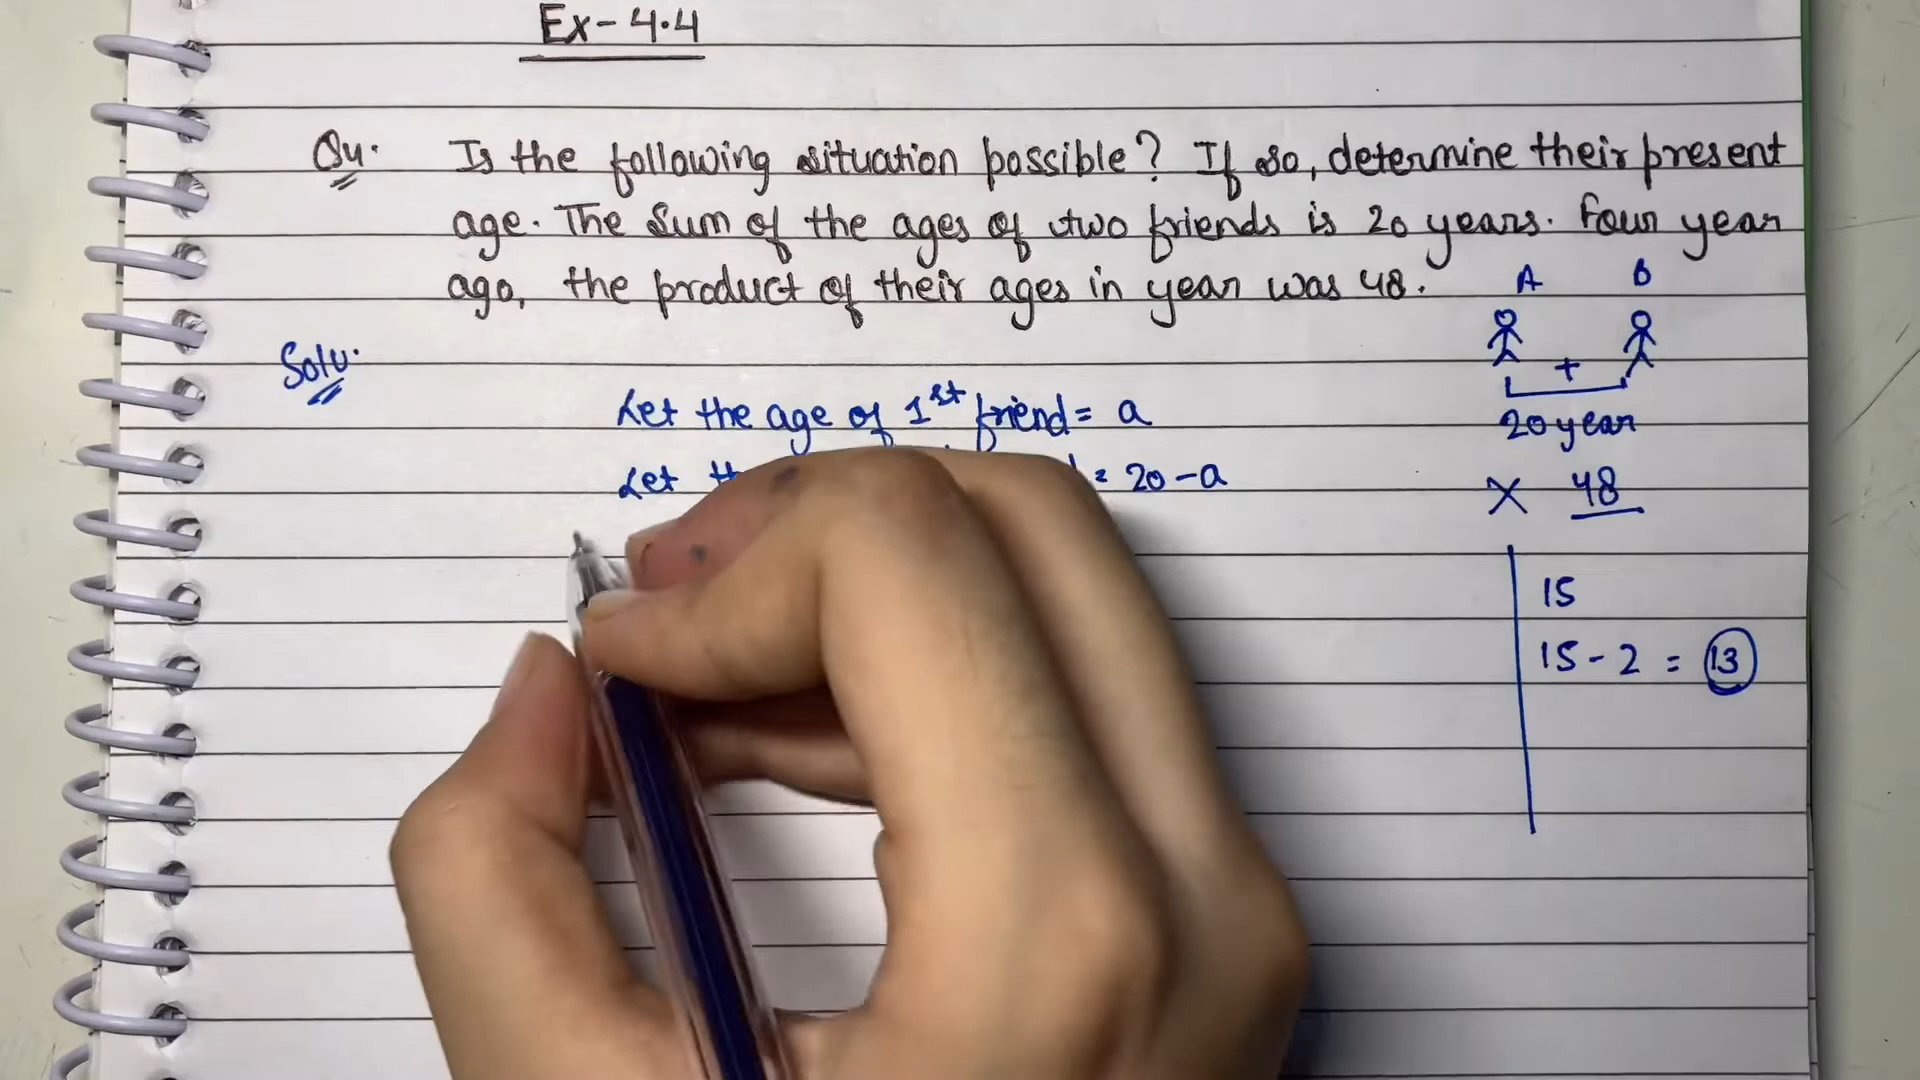 Ex-4.4
Qu. Is the following situation possible? If so, determine their present
age. The Sum of the ages of two friends is 20 years. Four year
ago, the product of their ages in year was 48.
A B
Solu.
+
20 year
Let the age of 1st friend = a
Let = 20-a
× 48
15
15-2 = 13